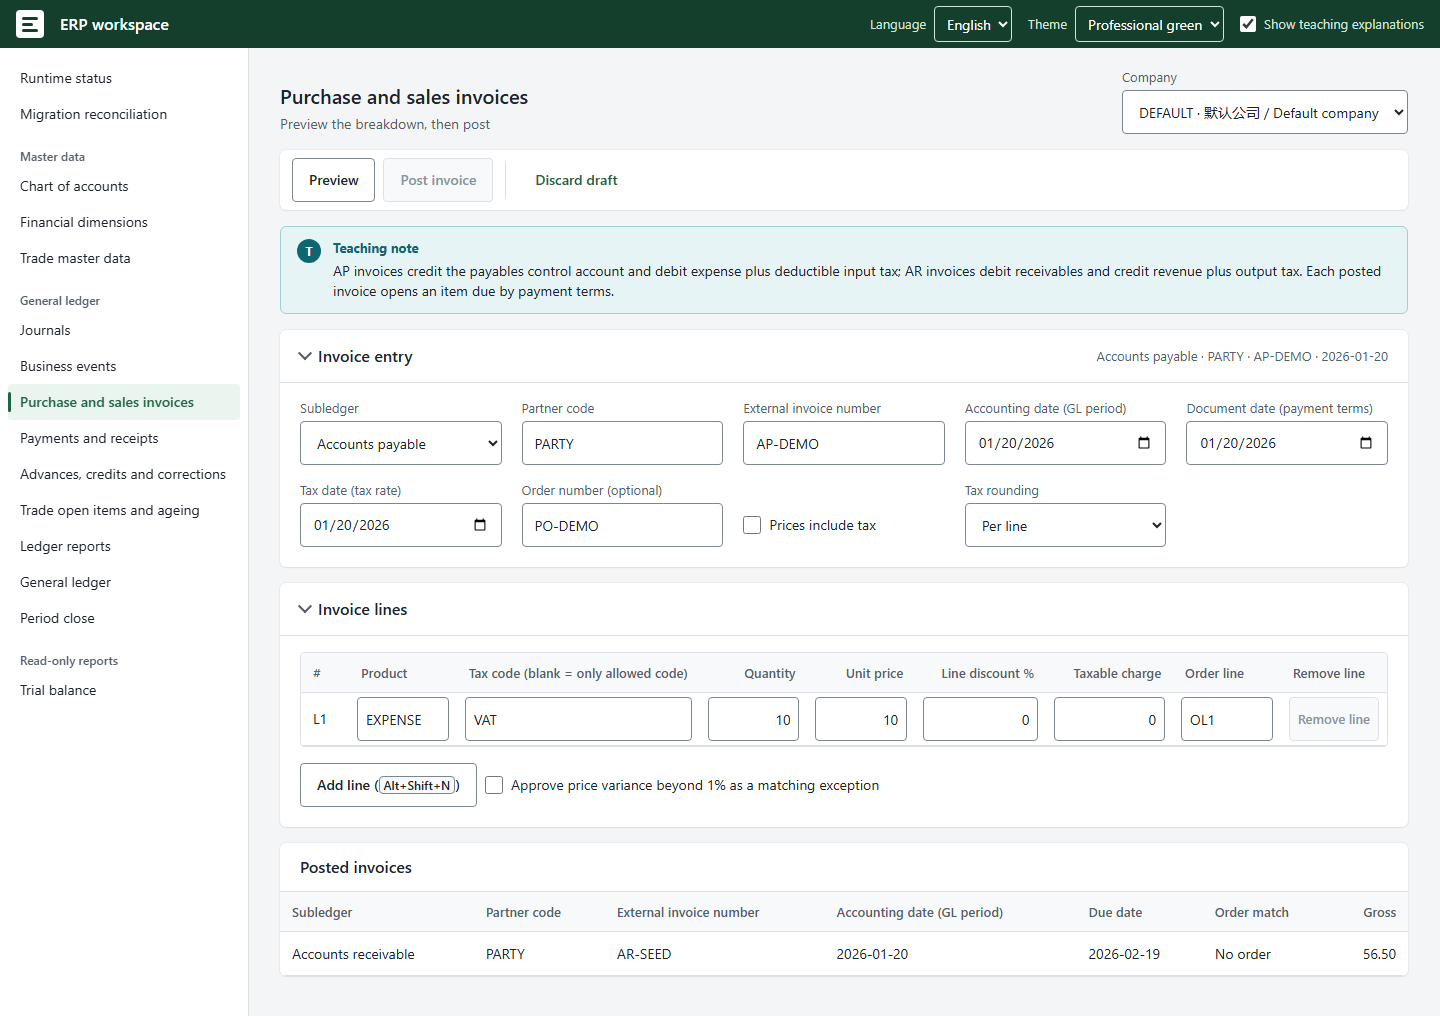 ERP workspace
Language English Theme Professional green Show teaching explanations
Runtime status
Migration reconciliation
Master data
Chart of accounts
Financial dimensions
Trade master data
General ledger
Journals
Business events
Purchase and sales invoices
Payments and receipts
Advances, credits and corrections
Trade open items and ageing
Ledger reports
General ledger
Period close
Read-only reports
Trial balance
Purchase and sales invoices
Preview the breakdown, then post
Company
DEFAULT · 默认公司 / Default company
Preview Post invoice Discard draft
T Teaching note
AP invoices credit the payables control account and debit expense plus deductible input tax; AR invoices debit receivables and credit revenue plus output tax. Each posted
invoice opens an item due by payment terms.
Invoice entry Accounts payable · PARTY · AP-DEMO · 2026-01-20
Subledger Partner code External invoice number Accounting date (GL period) Document date (payment terms)
Accounts payable PARTY AP-DEMO 01/20/2026 01/20/2026
Tax date (tax rate) Order number (optional) Tax rounding
01/20/2026 PO-DEMO Prices include tax Per line
Invoice lines
# Product Tax code (blank = only allowed code) Quantity Unit price Line discount % Taxable charge Order line Remove line
L1 EXPENSE VAT 10 10 0 0 OL1 Remove line
Add line (Alt+Shift+N) Approve price variance beyond 1% as a matching exception
Posted invoices
Subledger Partner code External invoice number Accounting date (GL period) Due date Order match Gross
Accounts receivable PARTY AR-SEED 2026-01-20 2026-02-19 No order 56.50